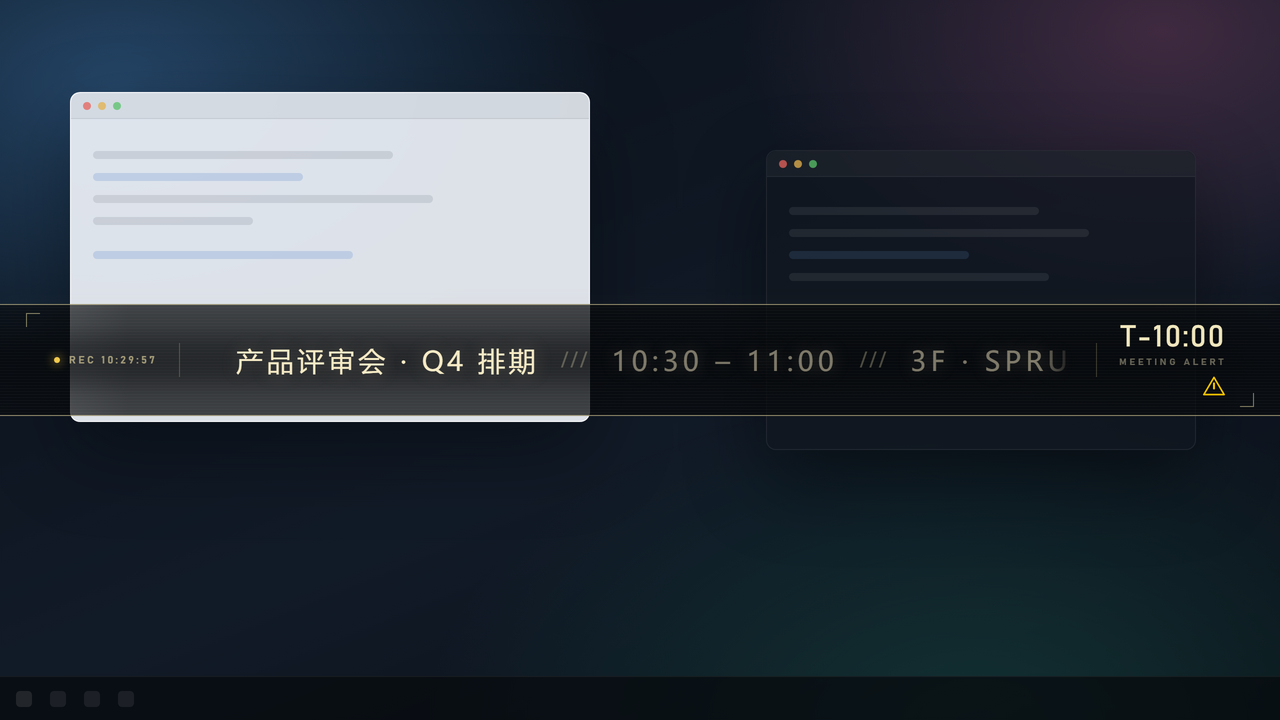 REC 10:29:57
产品评审会 · Q4 排期 /// 10:30 — 11:00 /// 3F · SPRU
T-10:00
MEETING ALERT